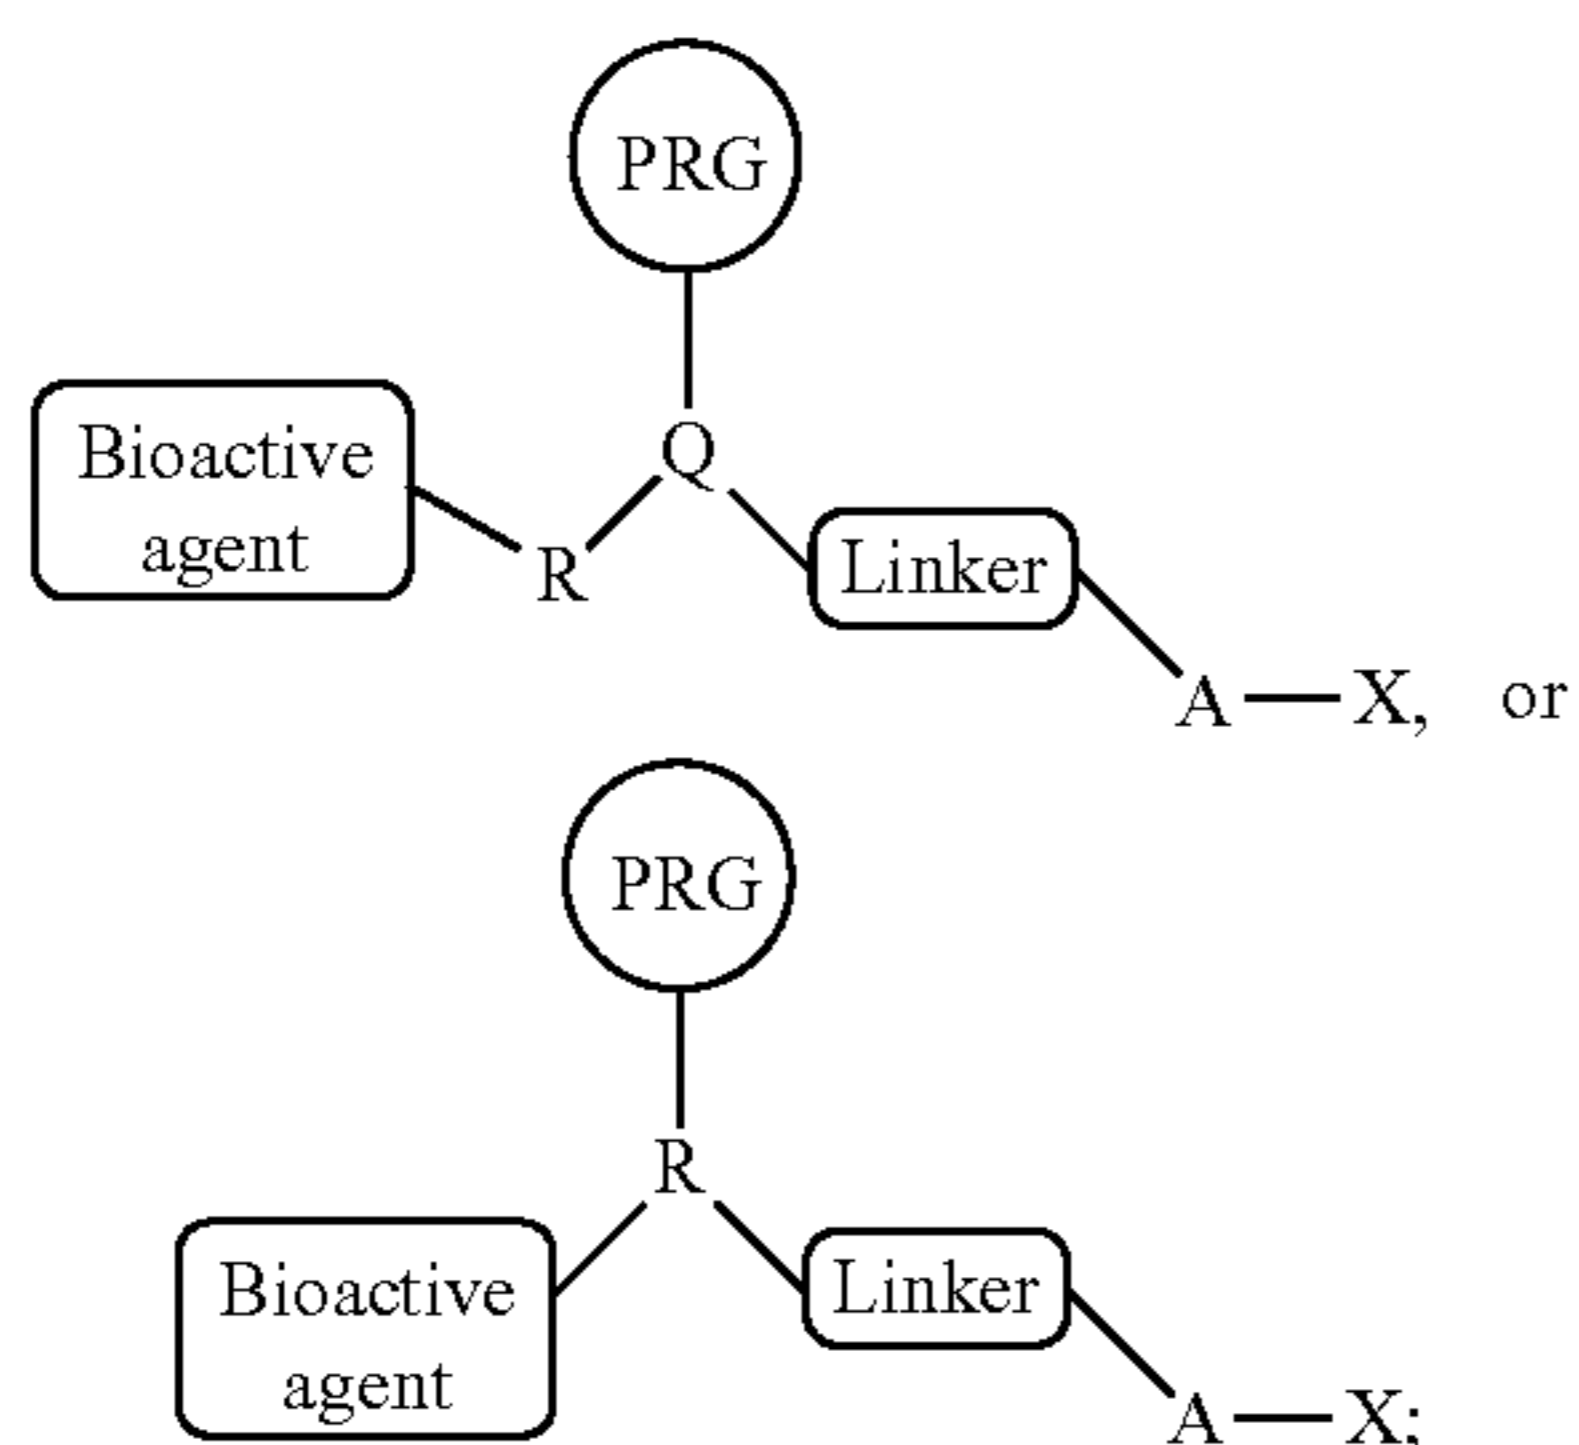 PRG
Q
Bioactive
agent
R
Linker
A — X, or
PRG
R
Bioactive
agent
Linker
A — X;